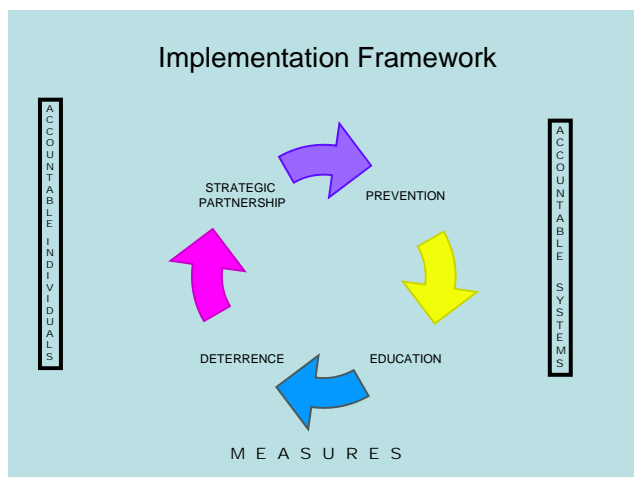 Implementation Framework
ACCOUNTABLE INDIVIDUALS
STRATEGIC
PARTNERSHIP
PREVENTION
ACCOUNTABLE SYSTEMS
DETERRENCE
EDUCATION
MEASURES